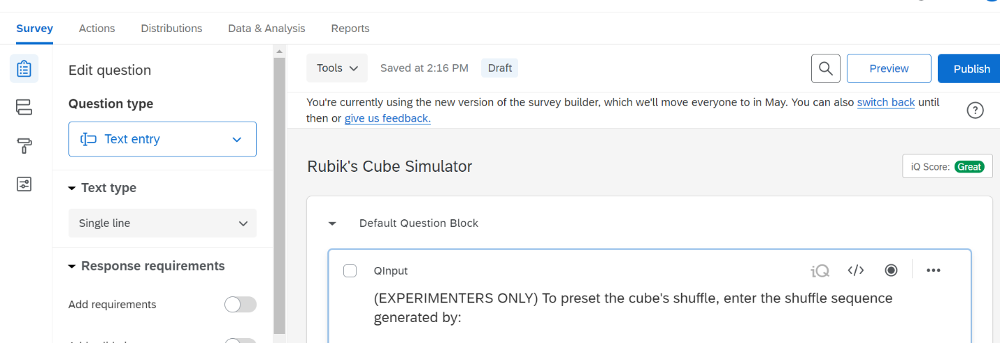 Survey
Actions
Distributions
Data & Analysis
Reports
Edit question
Question type
Text entry
Text type
Single line
Response requirements
Add requirements
Tools
Saved at 2:16 PM
Draft
Preview
Publish
You're currently using the new version of the survey builder, which we'll move everyone to in May. You can also switch back until
then or give us feedback.
?
Rubik's Cube Simulator
iQ Score: Great
Default Question Block
QInput
iQ
</>
(EXPERIMENTERS ONLY) To preset the cube's shuffle, enter the shuffle sequence
generated by: